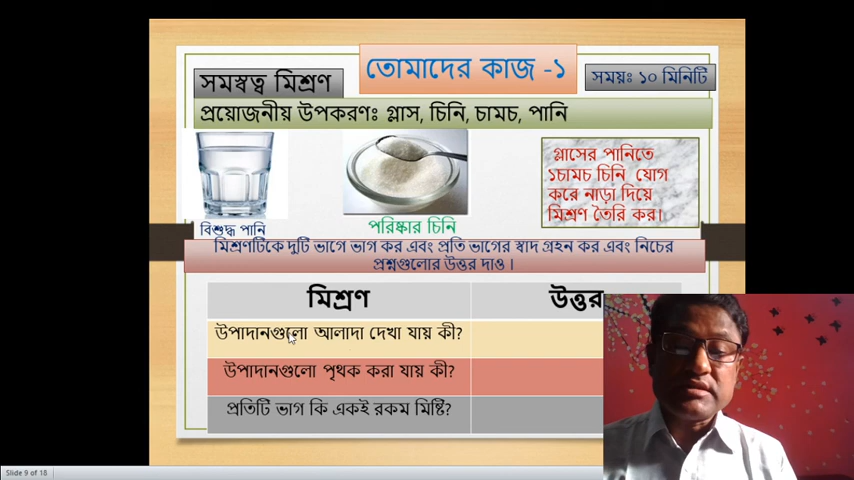 তোমাদের কাজ -১
সমস্বত্ব মিশ্রণ
সময়ঃ ১০ মিনিটি
প্রয়োজনীয় উপকরণঃ গ্লাস, চিনি, চামচ, পানি
গ্লাসের পানিতে
১চামচ চিনি যোগ
করে নাড়া দিয়ে
মিশ্রণ তৈরি কর।
বিশুদ্ধ পানি
পরিষ্কার চিনি
মিশ্রণটিকে দুটি ভাগে ভাগ কর এবং প্রতি ভাগের স্বাদ গ্রহন কর এবং নিচের
প্রশ্নগুলোর উত্তর দাও ।
মিশ্রণ
উত্তর
উপাদানগুলো আলাদা দেখা যায় কী?
উপাদানগুলো পৃথক করা যায় কী?
প্রতিটি ভাগ কি একই রকম মিষ্টি?
Slide 9 of 18